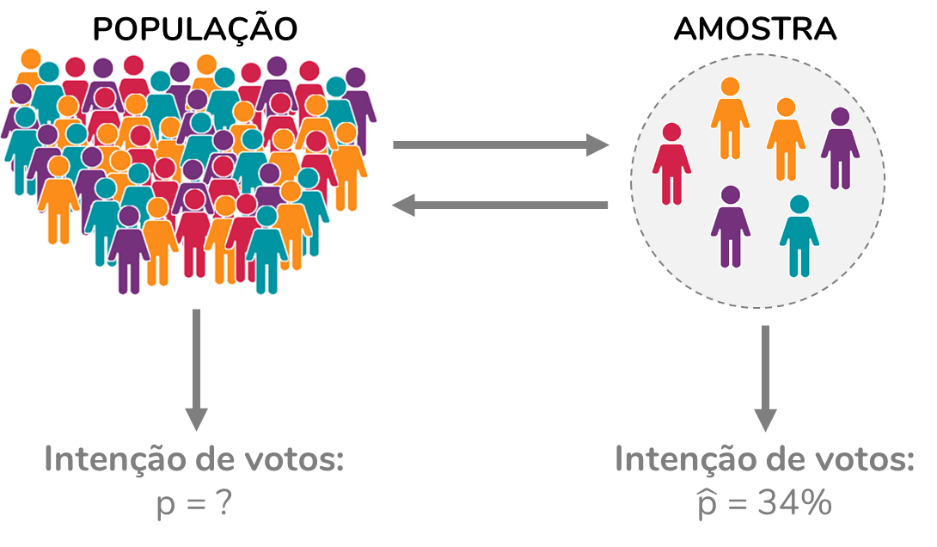 POPULAÇÃO
AMOSTRA
Intenção de votos:
p = ?
Intenção de votos:
p̂ = 34%